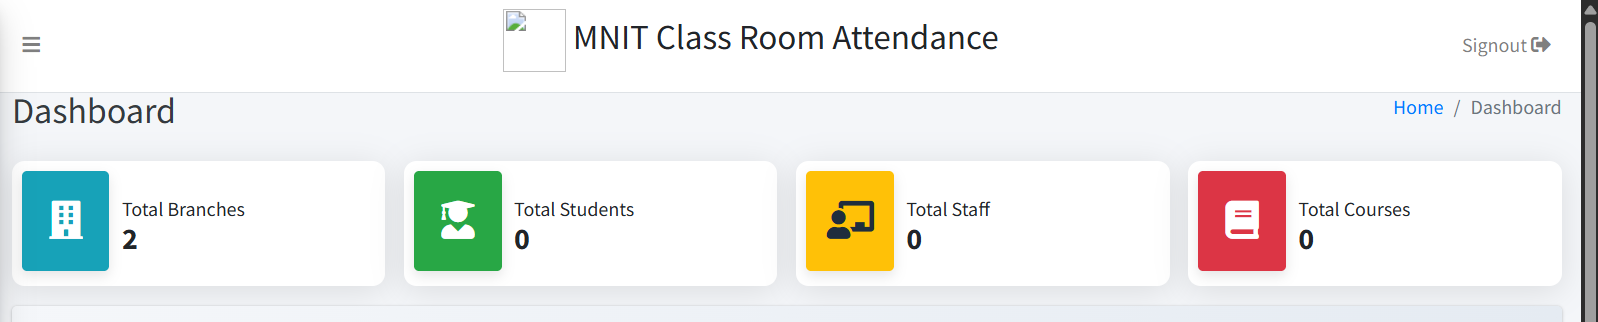 MNIT Class Room Attendance
Signout
Dashboard
Home / Dashboard
Total Branches
2
Total Students
0
Total Staff
0
Total Courses
0